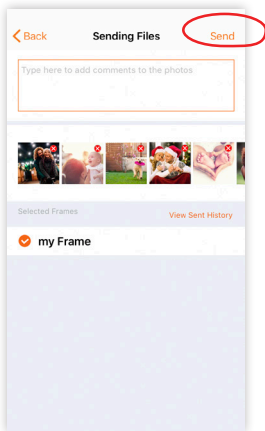 Back Sending Files Send
Type here to add comments to the photos
Selected Frames View Sent History
my Frame